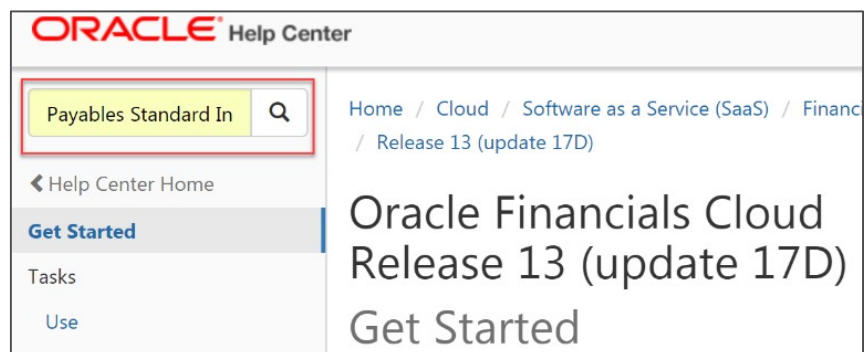 ORACLE Help Center
Payables Standard In
Home / Cloud / Software as a Service (SaaS) / Financi
/ Release 13 (update 17D)
Help Center Home
Get Started
Tasks
Use
Oracle Financials Cloud
Release 13 (update 17D)
Get Started